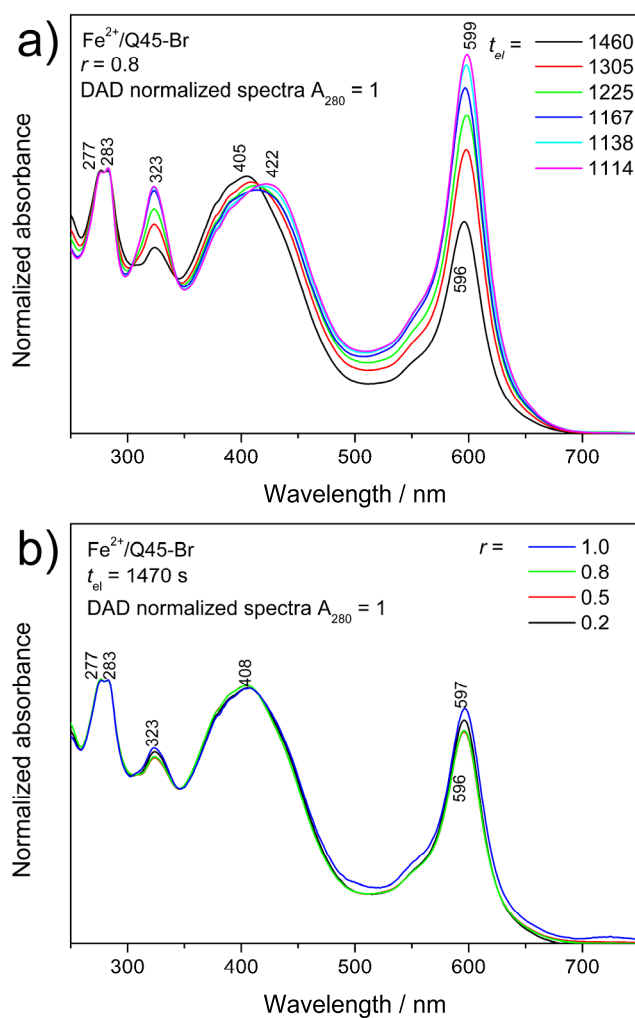 a)
Fe²⁺/Q45-Br
r = 0.8
DAD normalized spectra A₂₈₀ = 1
tₑₗ =
1460
1305
1225
1167
1138
1114
277
283
323
405
422
599
596
Normalized absorbance
300
400
500
600
700
Wavelength / nm
b)
Fe²⁺/Q45-Br
tₑₗ = 1470 s
DAD normalized spectra A₂₈₀ = 1
r =
1.0
0.8
0.5
0.2
277
283
323
408
597
596
Normalized absorbance
300
400
500
600
700
Wavelength / nm